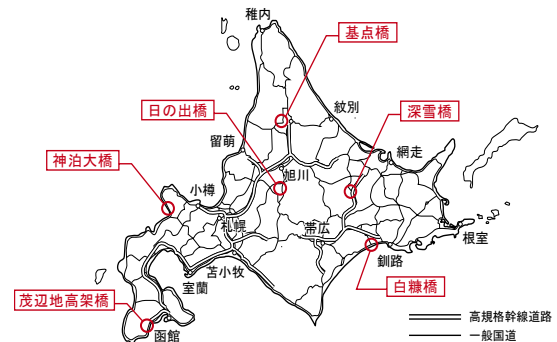 稚内
基点橋
紋別
日の出橋
深雪橋
留萌
網走
神泊大橋
旭川
小樽
札幌
帯広
根室
釧路
苫小牧
室蘭
白糠橋
茂辺地高架橋
函館
高規格幹線道路
一般国道